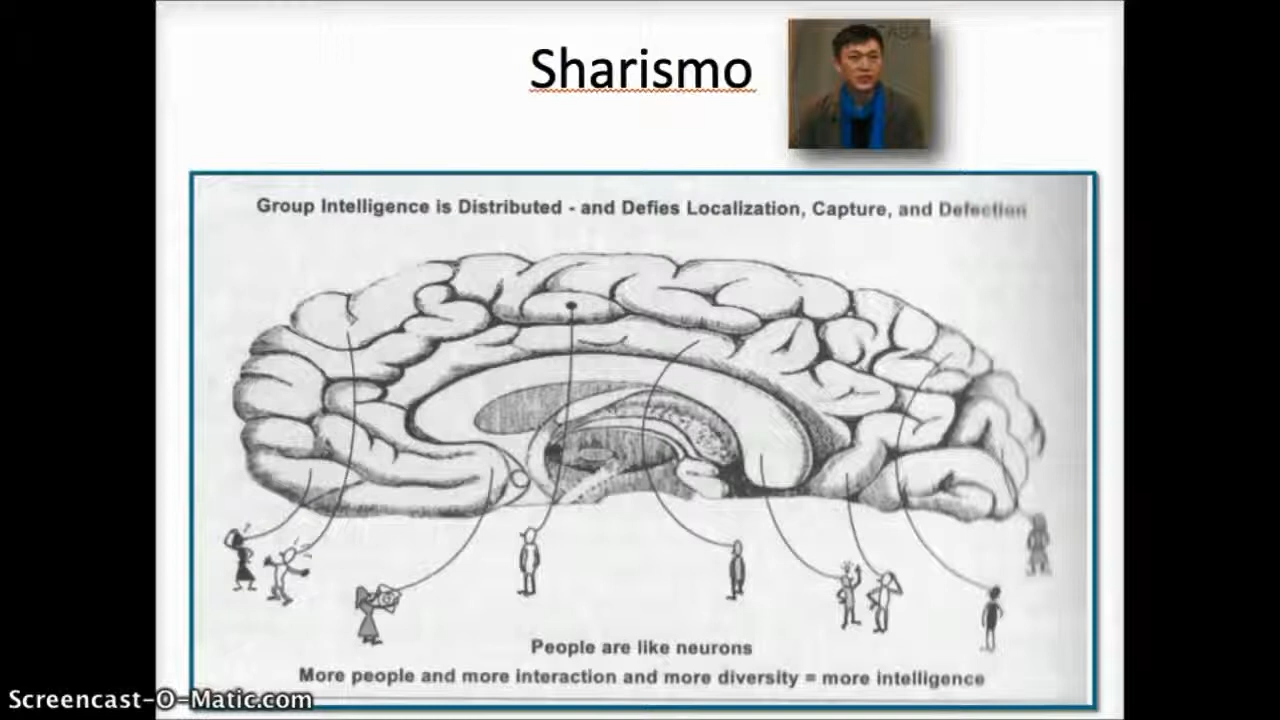 Sharismo
Group Intelligence is Distributed - and Defies Localization, Capture, and Defection
People are like neurons
More people and more interaction and more diversity = more intelligence
Screencast-O-Matic.com